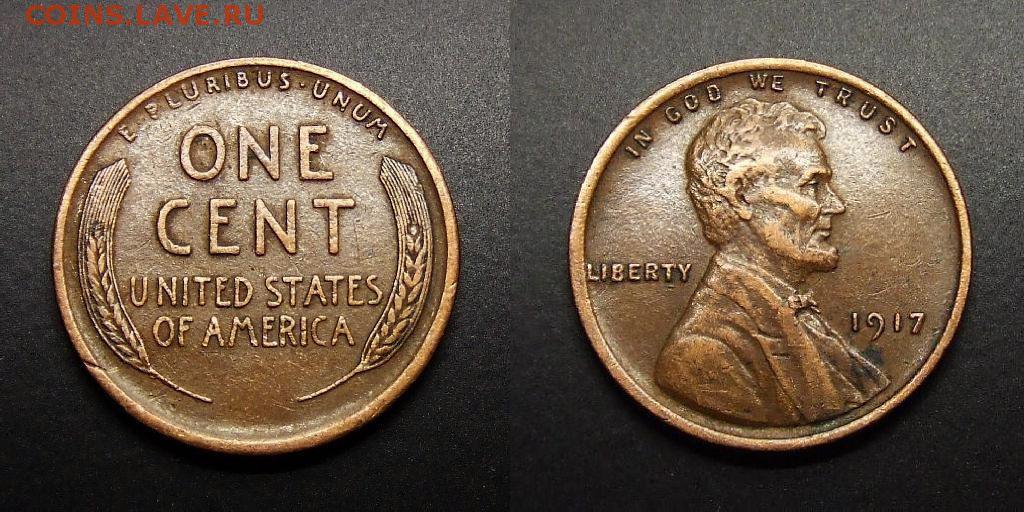 COINS.LAVE.RU
E·PLURIBUS·UNUM
ONE
CENT
UNITED STATES
OF AMERICA
IN GOD WE TRUST
LIBERTY
1917